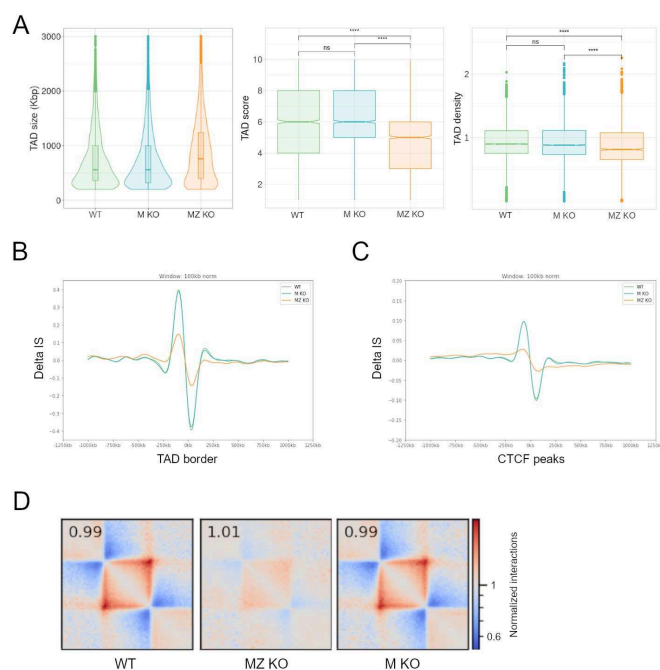 A
TAD size (Kbp)
3000
1000
500
0
WT
M KO
MZ KO
TAD score
10
8
6
4
2
****
ns
****
WT
M KO
MZ KO
TAD density
2
1
0
****
ns
****
WT
M KO
MZ KO
B
Window: 100kb norm
WT
M KO
MZ KO
Delta IS
0.4
0.3
0.2
0.1
0.0
−0.1
−0.2
−0.3
−0.4
−1250kb −1000kb −750kb −500kb −250kb 0kb 250kb 500kb 750kb 1000kb 1250kb
TAD border
C
Window: 100kb norm
WT
M KO
MZ KO
Delta IS
0.20
0.15
0.10
0.05
0.00
−0.05
−0.10
−0.15
−0.20
−1250kb −1000kb −750kb −500kb −250kb 0kb 250kb 500kb 750kb 1000kb 1250kb
CTCF peaks
D
0.99
1.01
0.99
WT
MZ KO
M KO
1
0.6
Normalized interactions